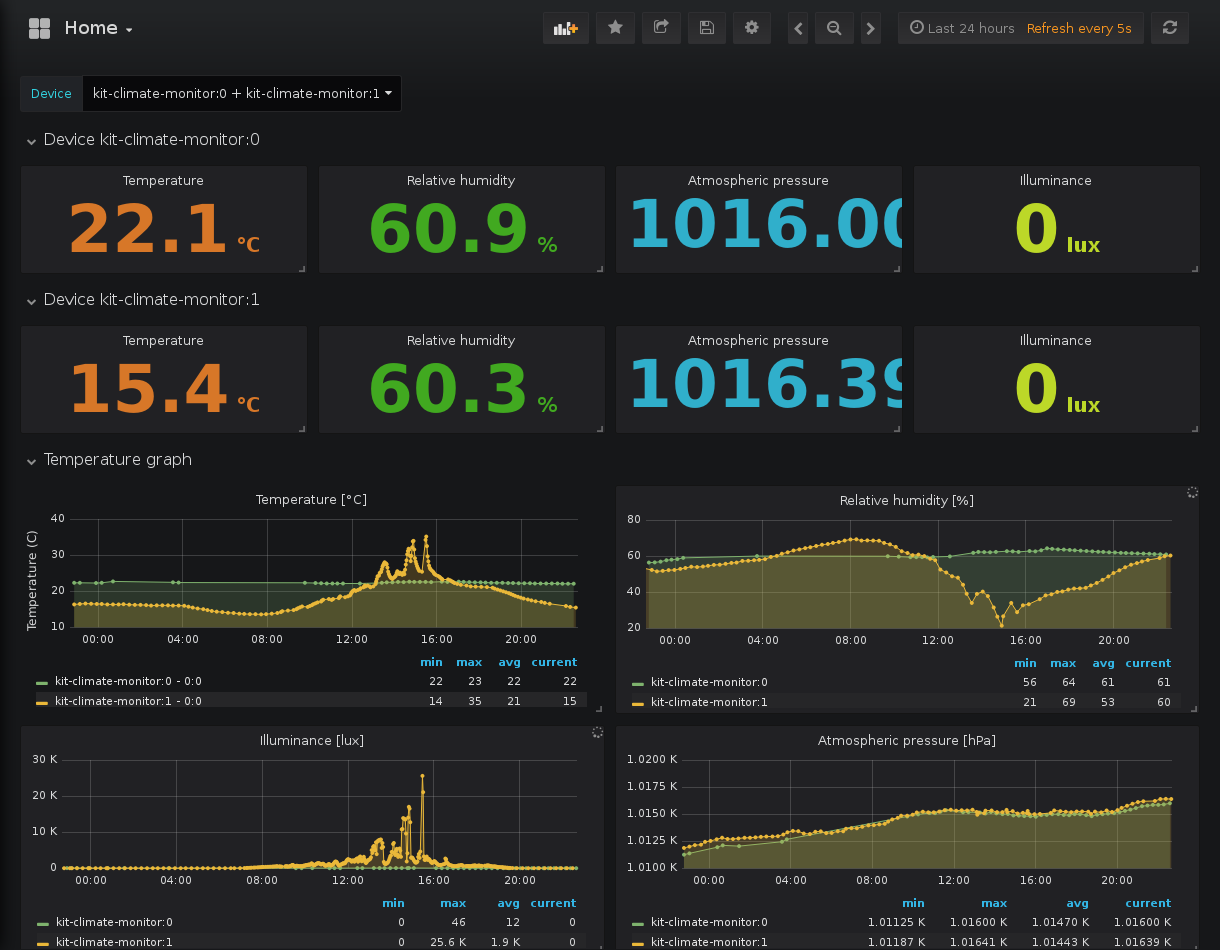 Home
Last 24 hours Refresh every 5s
Device kit-climate-monitor:0 + kit-climate-monitor:1
Device kit-climate-monitor:0
Temperature Relative humidity Atmospheric pressure Illuminance
22.1 °C 60.9 % 1016.00 0 lux
Device kit-climate-monitor:1
Temperature Relative humidity Atmospheric pressure Illuminance
15.4 °C 60.3 % 1016.39 0 lux
Temperature graph
Temperature [°C]
Temperature (C)
40
30
20
10
00:00 04:00 08:00 12:00 16:00 20:00
min max avg current
kit-climate-monitor:0 - 0:0 22 23 22 22
kit-climate-monitor:1 - 0:0 14 35 21 15
Relative humidity [%]
80
60
40
20
00:00 04:00 08:00 12:00 16:00 20:00
min max avg current
kit-climate-monitor:0 56 64 61 61
kit-climate-monitor:1 21 69 53 60
Illuminance [lux]
30 K
20 K
10 K
0
00:00 04:00 08:00 12:00 16:00 20:00
min max avg current
kit-climate-monitor:0 0 46 12 0
kit-climate-monitor:1 0 25.6 K 1.9 K 0
Atmospheric pressure [hPa]
1.0200 K
1.0175 K
1.0150 K
1.0125 K
1.0100 K
00:00 04:00 08:00 12:00 16:00 20:00
min max avg current
kit-climate-monitor:0 1.01125 K 1.01600 K 1.01470 K 1.01600 K
kit-climate-monitor:1 1.01187 K 1.01641 K 1.01443 K 1.01639 K